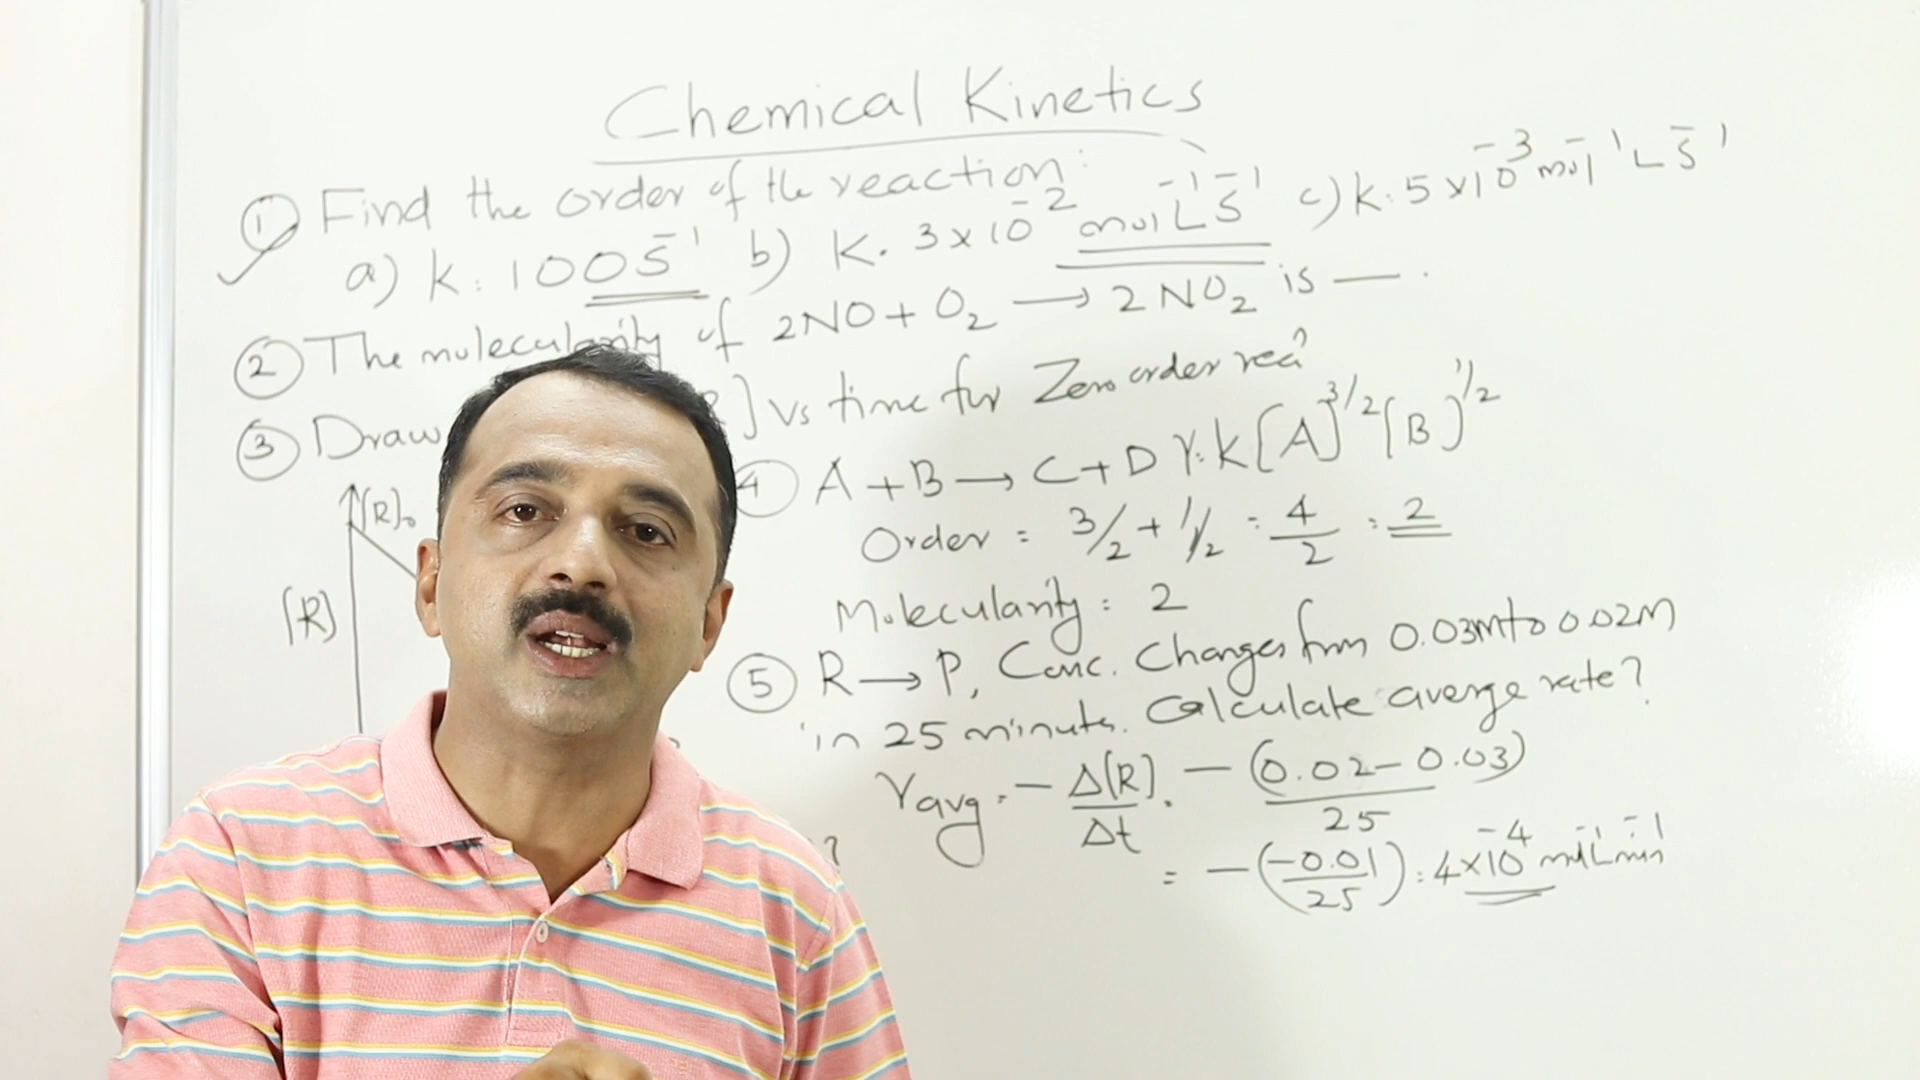 Chemical Kinetics
① Find the order of the reaction:
a) k = 100 s⁻¹ b) k = 3 x 10⁻² mol L⁻¹ s⁻¹ c) k = 5 x 10⁻³ mol⁻¹ L s⁻¹
② The molecularity of 2NO + O₂ → 2NO₂ is — .
③ Draw R] vs time for Zero order reaⁿ
[R]₀
[R]
④ A + B → C + D r = k [A]^3/2 [B]^1/2
Order = 3/2 + 1/2 = 4/2 = 2
Molecularity = 2
⑤ R → P, Conc. Changes from 0.03M to 0.02M
in 25 minutes. Calculate averge rate?
r avg = - Δ[R]/Δt = - (0.02 - 0.03)/25
?
= - (-0.01/25) = 4 x 10⁻⁴ mol L⁻¹ min⁻¹